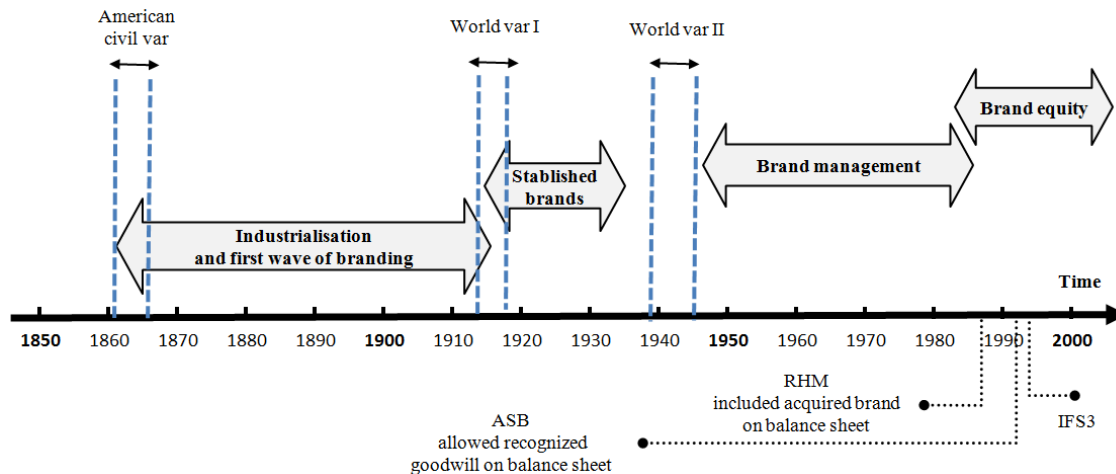 American
civil var
World var I
World var II
Brand equity
Brand management
Stablished
brands
Industrialisation
and first wave of branding
Time
1850 1860 1870 1880 1890 1900 1910 1920 1930 1940 1950 1960 1970 1980 1990 2000
RHM
included acquired brand
on balance sheet
IFS3
ASB
allowed recognized
goodwill on balance sheet